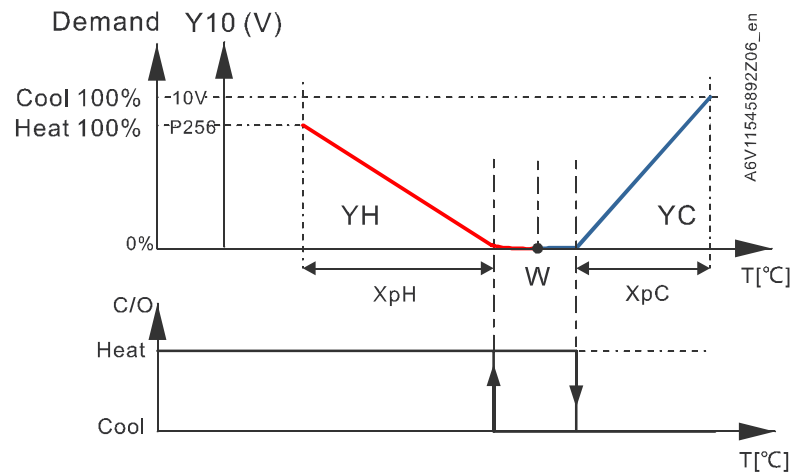 Demand Y10 (V)
Cool 100% 10V
Heat 100% P256
YH
YC
0%
W
T[°C]
XpH
XpC
C/O
Heat
Cool
T[°C]
A6V11545892Z06_en